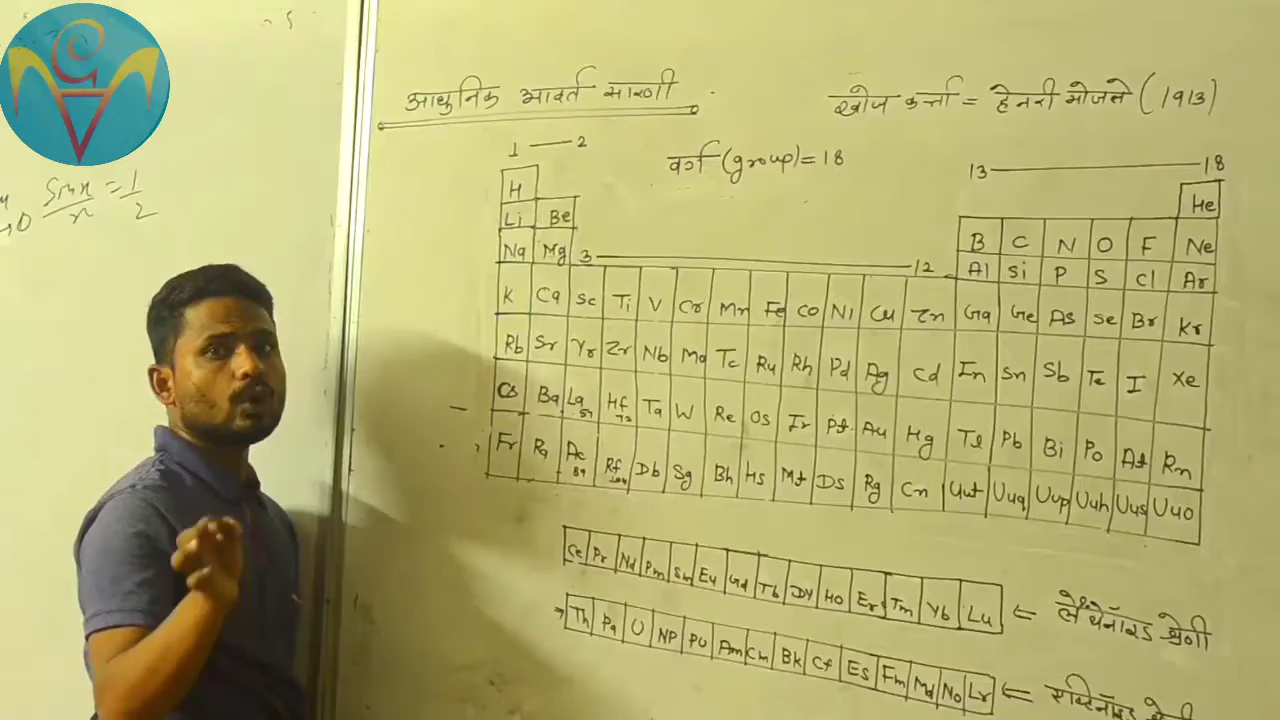 आधुनिक आवर्त सारणी
खोज कर्त्ता = हेनरी मोजले (1913)
वर्ग (group) = 18
1 — 2
13 — 18
H He
Li Be B C N O F Ne
Na Mg 3 — 12 Al Si P S Cl Ar
K Ca Sc Ti V Cr Mn Fe Co Ni Cu Zn Ga Ge As Se Br Kr
Rb Sr Yr Zr Nb Mo Tc Ru Rh Pd Ag Cd In Sn Sb Te I Xe
Cs Ba La 57 Hf 72 Ta W Re Os Ir Pt Au Hg Tl Pb Bi Po At Rn
Fr Ra Ac 89 Rf 104 Db Sg Bh Hs Mt DS Rg Cn Uut Uuq Uup Uuh Uus Uuo
Ce Pr Nd Pm Sm Eu Gd Tb DY Ho Er Tm Yb Lu ⇐ लेंथेनॉइड श्रेणी
→ Th Pa U NP PU Am Cm Bk Cf Es Fm Md No Lr ⇐
sinx/x = 1/2